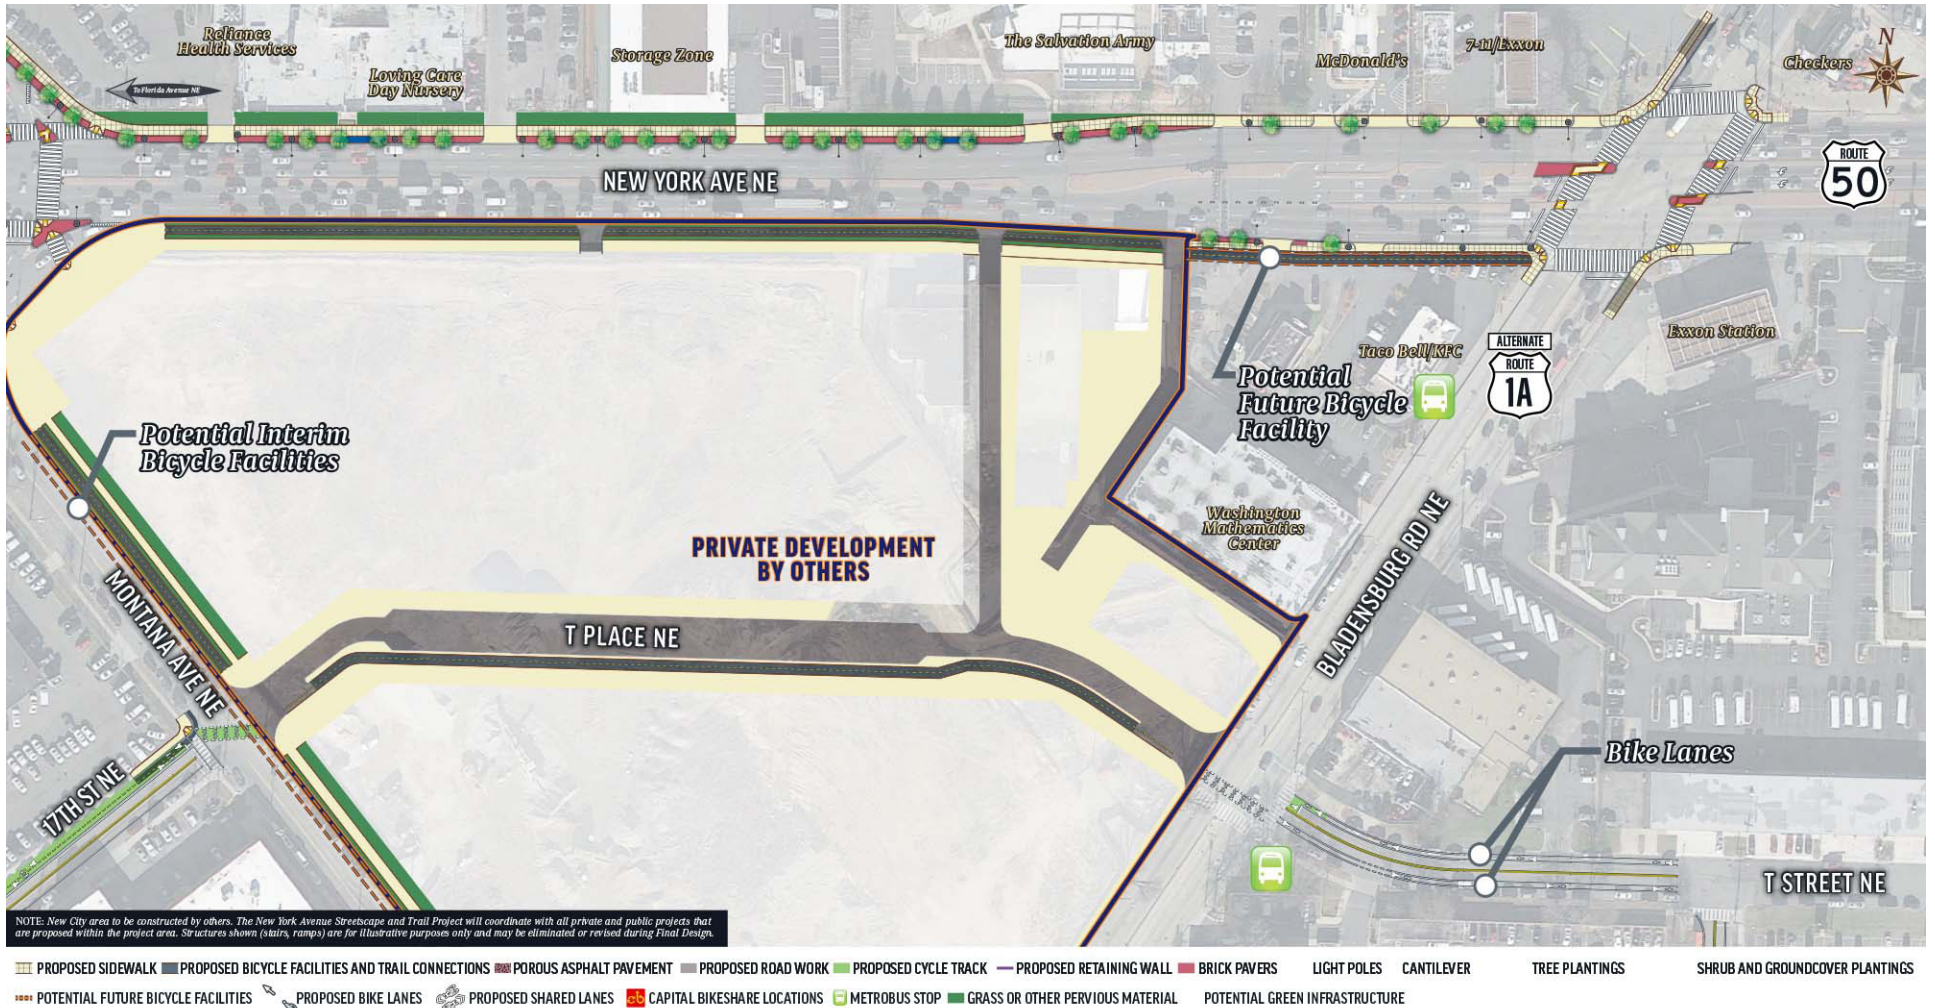 Reliance
Health Services
To Florida Avenue NE
Loving Care
Day Nursery
Storage Zone
The Salvation Army
McDonald's
7-11/Exxon
Checkers
N
NEW YORK AVE NE
ROUTE
50
Potential
Future Bicycle
Facility
Taco Bell/KFC
ALTERNATE
ROUTE
1A
Exxon Station
Potential Interim
Bicycle Facilities
Washington
Mathematics
Center
PRIVATE DEVELOPMENT
BY OTHERS
MONTANA AVE NE
T PLACE NE
BLADENSBURG RD NE
17TH ST NE
Bike Lanes
T STREET NE
NOTE: New City area to be constructed by others. The New York Avenue Streetscape and Trail Project will coordinate with all private and public projects that
are proposed within the project area. Structures shown (stairs, ramps) are for illustrative purposes only and may be eliminated or revised during Final Design.
PROPOSED SIDEWALK PROPOSED BICYCLE FACILITIES AND TRAIL CONNECTIONS POROUS ASPHALT PAVEMENT PROPOSED ROAD WORK PROPOSED CYCLE TRACK PROPOSED RETAINING WALL BRICK PAVERS LIGHT POLES CANTILEVER TREE PLANTINGS SHRUB AND GROUNDCOVER PLANTINGS
POTENTIAL FUTURE BICYCLE FACILITIES PROPOSED BIKE LANES PROPOSED SHARED LANES cb CAPITAL BIKESHARE LOCATIONS METROBUS STOP GRASS OR OTHER PERVIOUS MATERIAL POTENTIAL GREEN INFRASTRUCTURE